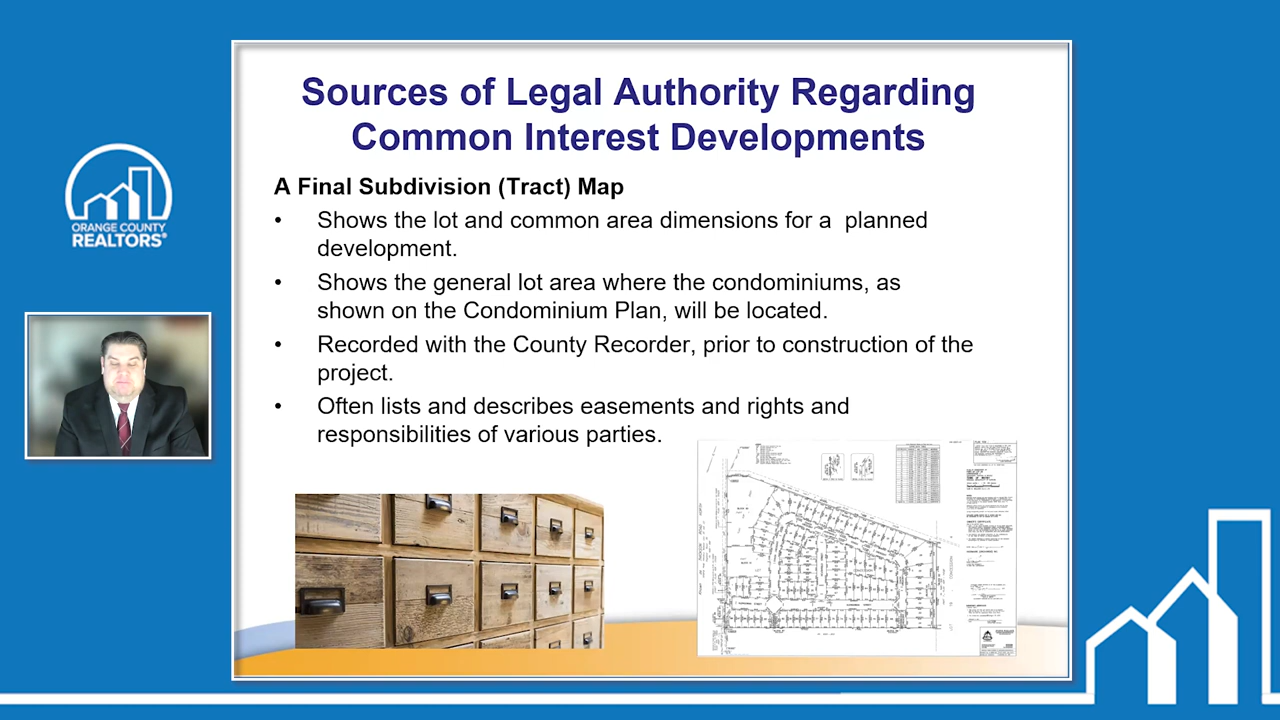 Sources of Legal Authority Regarding
Common Interest Developments
A Final Subdivision (Tract) Map
• Shows the lot and common area dimensions for a  planned
development.
• Shows the general lot area where the condominiums, as
shown on the Condominium Plan, will be located.
• Recorded with the County Recorder, prior to construction of the
project.
• Often lists and describes easements and rights and
responsibilities of various parties.
ORANGE COUNTY
REALTORS®